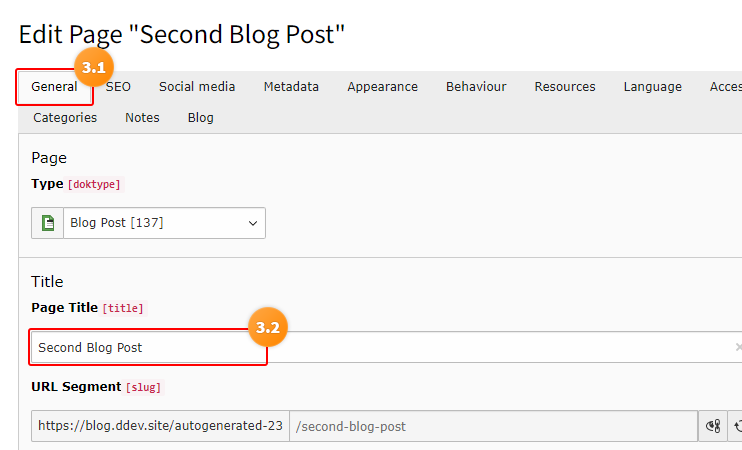 Edit Page "Second Blog Post"
3.1
General SEO Social media Metadata Appearance Behaviour Resources Language Acces
Categories Notes Blog
Page
Type [doktype]
Blog Post [137]
Title
Page Title [title]
3.2
Second Blog Post
URL Segment [slug]
https://blog.ddev.site/autogenerated-23 /second-blog-post